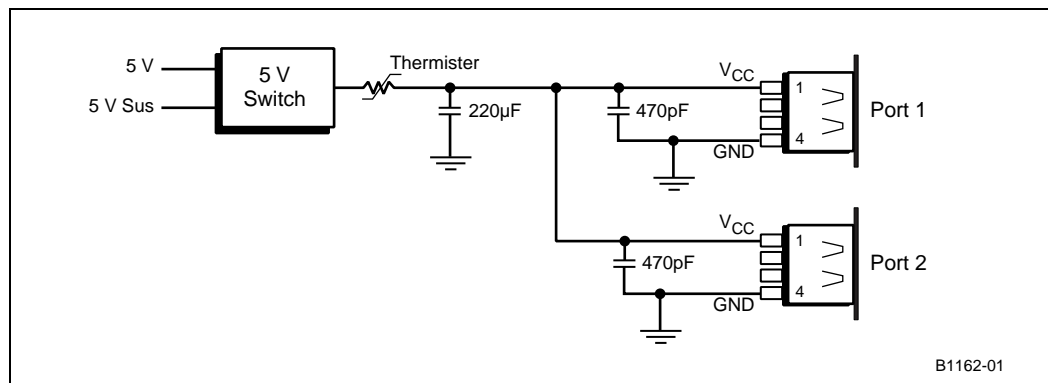 5 V
5 V Sus
5 V
Switch
Thermister
220µF
470pF
VCC
GND
1
4
Port 1
470pF
VCC
GND
1
4
Port 2
B1162-01